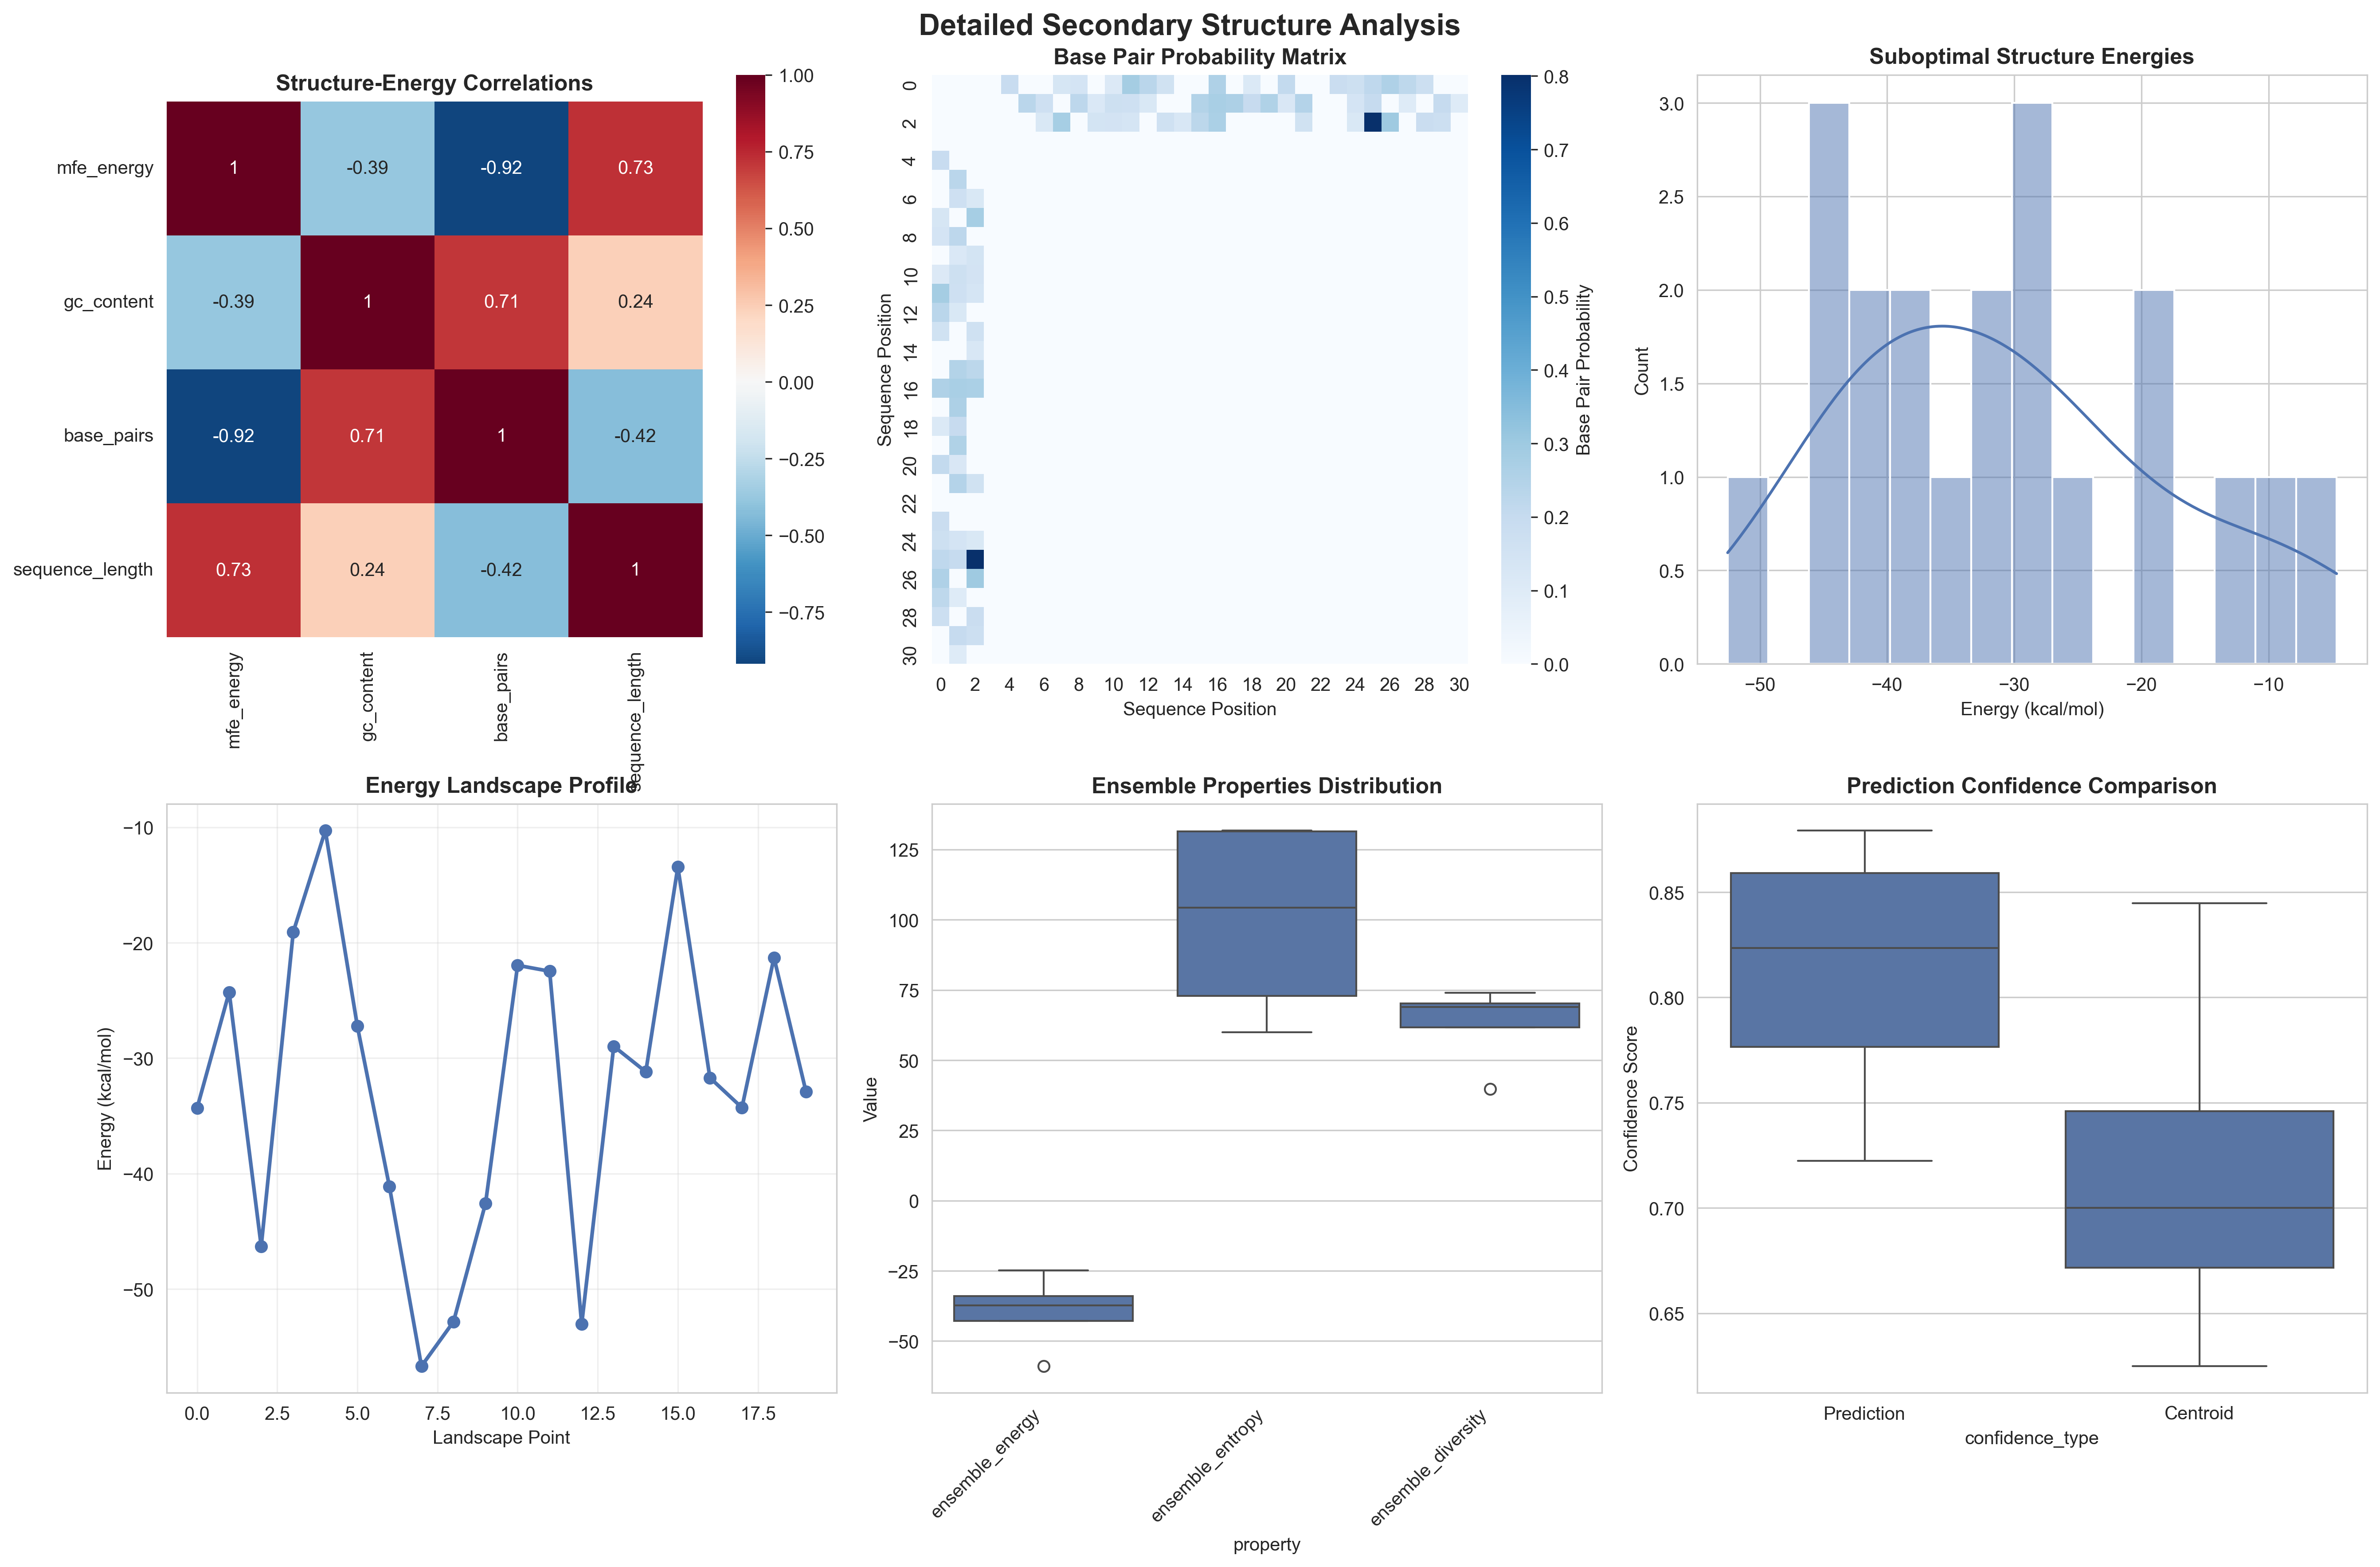 Detailed Secondary Structure Analysis
Structure-Energy Correlations
mfe_energy
gc_content
base_pairs
sequence_length
1 -0.39 -0.92 0.73
-0.39 1 0.71 0.24
-0.92 0.71 1 -0.42
0.73 0.24 -0.42 1
mfe_energy gc_content base_pairs sequence_length
1.00
0.75
0.50
0.25
0.00
−0.25
−0.50
−0.75
Base Pair Probability Matrix
Sequence Position
0
2
4
6
8
10
12
14
16
18
20
22
24
26
28
30
0 2 4 6 8 10 12 14 16 18 20 22 24 26 28 30
Sequence Position
0.8
0.7
0.6
0.5
0.4
0.3
0.2
0.1
0.0
Base Pair Probability
Suboptimal Structure Energies
Count
3.0
2.5
2.0
1.5
1.0
0.5
0.0
−50 −40 −30 −20 −10
Energy (kcal/mol)
Energy Landscape Profile
Energy (kcal/mol)
−10
−20
−30
−40
−50
0.0 2.5 5.0 7.5 10.0 12.5 15.0 17.5
Landscape Point
Ensemble Properties Distribution
Value
125
100
75
50
25
0
−25
−50
ensemble_energy ensemble_entropy ensemble_diversity
property
Prediction Confidence Comparison
Confidence Score
0.85
0.80
0.75
0.70
0.65
Prediction Centroid
confidence_type